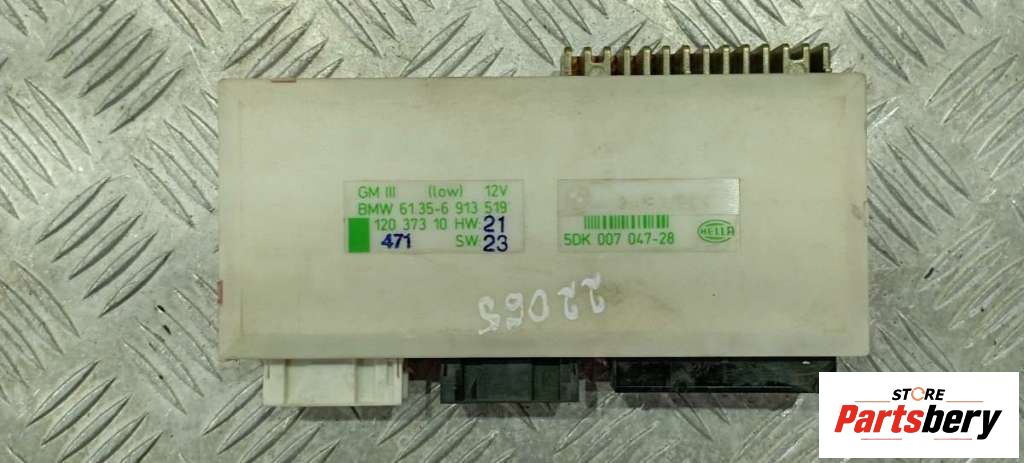 GM III (low) 12V
BMW 61.35-6 913 519
120 373 10 HW. 21
471 SW. 23
5DK 007 047-28
HELLA
22065
STORE
Partsbery